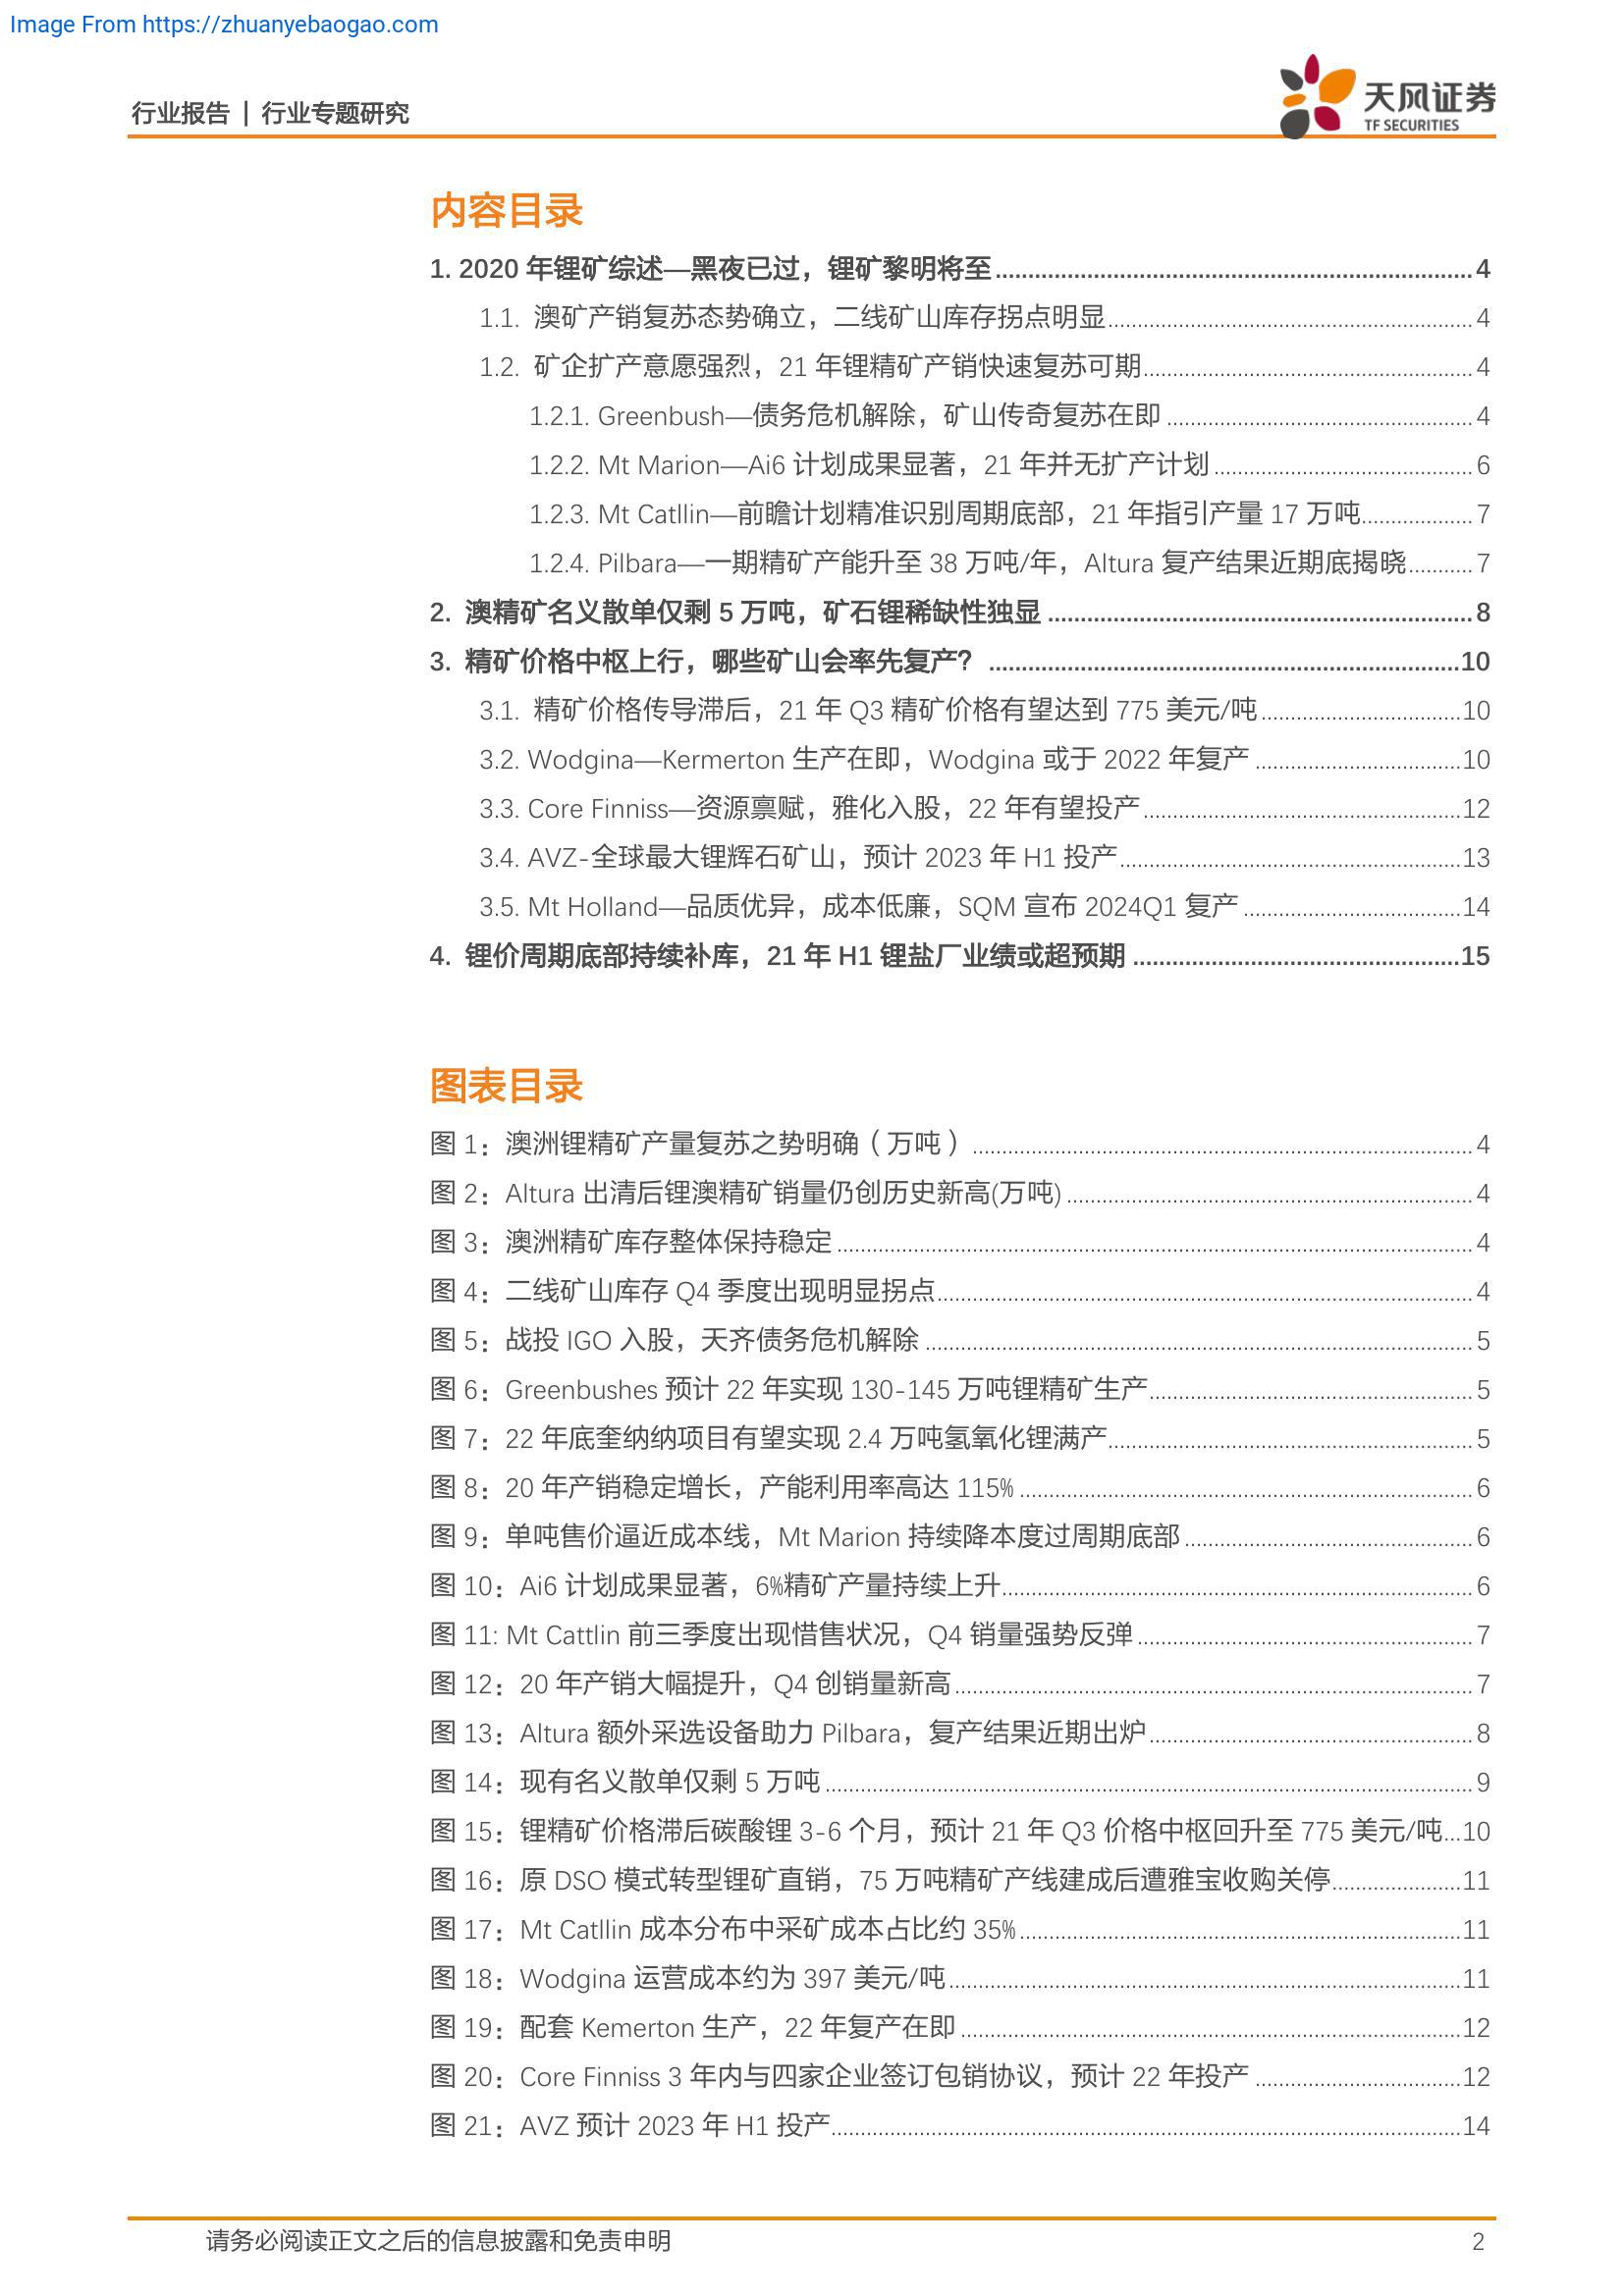 Image From https://zhuanyebaogao.com
行业报告 | 行业专题研究
天风证券
TF SECURITIES
内容目录
1. 2020 年锂矿综述—黑夜已过，锂矿黎明将至 4
1.1. 澳矿产销复苏态势确立，二线矿山库存拐点明显 4
1.2. 矿企扩产意愿强烈，21 年锂精矿产销快速复苏可期 4
1.2.1. Greenbush—债务危机解除，矿山传奇复苏在即 4
1.2.2. Mt Marion—Ai6 计划成果显著，21 年并无扩产计划 6
1.2.3. Mt Catllin—前瞻计划精准识别周期底部，21 年指引产量 17 万吨 7
1.2.4. Pilbara—一期精矿产能升至 38 万吨/年，Altura 复产结果近期底揭晓 7
2. 澳精矿名义散单仅剩 5 万吨，矿石锂稀缺性独显 8
3. 精矿价格中枢上行，哪些矿山会率先复产？ 10
3.1. 精矿价格传导滞后，21 年 Q3 精矿价格有望达到 775 美元/吨 10
3.2. Wodgina—Kermerton 生产在即，Wodgina 或于 2022 年复产 10
3.3. Core Finniss—资源禀赋，雅化入股，22 年有望投产 12
3.4. AVZ-全球最大锂辉石矿山，预计 2023 年 H1 投产 13
3.5. Mt Holland—品质优异，成本低廉，SQM 宣布 2024Q1 复产 14
4. 锂价周期底部持续补库，21 年 H1 锂盐厂业绩或超预期 15
图表目录
图 1：澳洲锂精矿产量复苏之势明确（万吨） 4
图 2：Altura 出清后锂澳精矿销量仍创历史新高(万吨) 4
图 3：澳洲精矿库存整体保持稳定 4
图 4：二线矿山库存 Q4 季度出现明显拐点 4
图 5：战投 IGO 入股，天齐债务危机解除 5
图 6：Greenbushes 预计 22 年实现 130-145 万吨锂精矿生产 5
图 7：22 年底奎纳纳项目有望实现 2.4 万吨氢氧化锂满产 5
图 8：20 年产销稳定增长，产能利用率高达 115% 6
图 9：单吨售价逼近成本线，Mt Marion 持续降本度过周期底部 6
图 10：Ai6 计划成果显著，6%精矿产量持续上升 6
图 11: Mt Cattlin 前三季度出现惜售状况，Q4 销量强势反弹 7
图 12：20 年产销大幅提升，Q4 创销量新高 7
图 13：Altura 额外采选设备助力 Pilbara，复产结果近期出炉 8
图 14：现有名义散单仅剩 5 万吨 9
图 15：锂精矿价格滞后碳酸锂 3-6 个月，预计 21 年 Q3 价格中枢回升至 775 美元/吨 10
图 16：原 DSO 模式转型锂矿直销，75 万吨精矿产线建成后遭雅宝收购关停 11
图 17：Mt Catllin 成本分布中采矿成本占比约 35% 11
图 18：Wodgina 运营成本约为 397 美元/吨 11
图 19：配套 Kemerton 生产，22 年复产在即 12
图 20：Core Finniss 3 年内与四家企业签订包销协议，预计 22 年投产 12
图 21：AVZ 预计 2023 年 H1 投产 14
请务必阅读正文之后的信息披露和免责申明 2